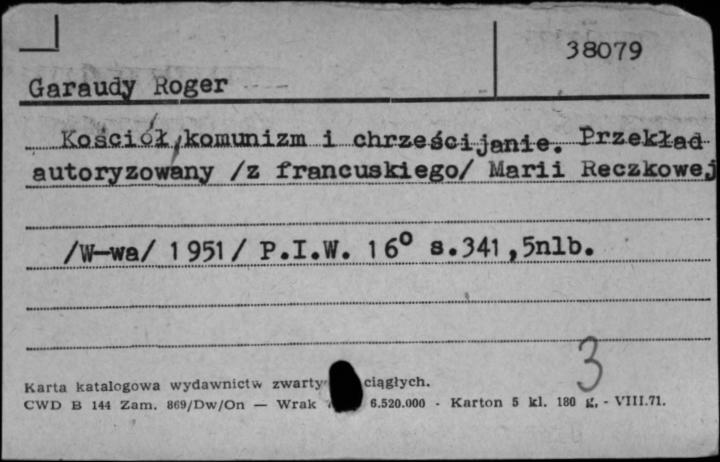 38079
Garaudy Roger
Kościół, komunizm i chrześcijanie. Przekład
autoryzowany /z francuskiego/ Marii Reczkowej
/W-wa/ 1951/ P.I.W. 16° s.341,5nlb.
3
Karta katalogowa wydawnictw ciągłych.
CWD B 144 Zam. 869/Dw/On — Wrak 6.520.000 - Karton 5 kl. 180 g. - VIII.71.